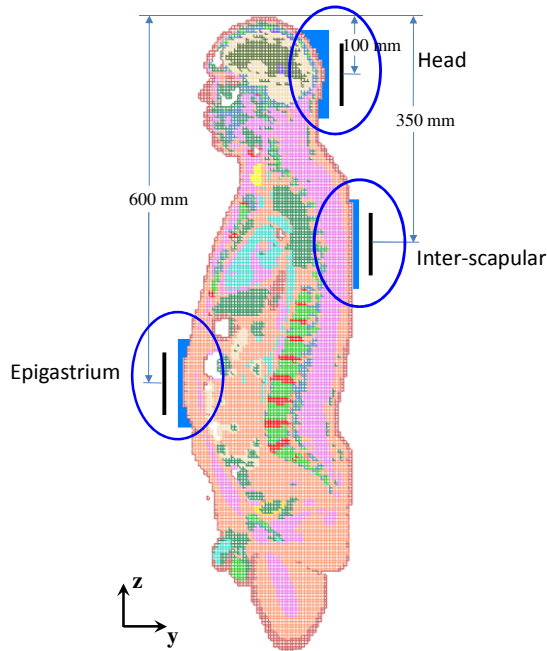 100 mm
Head
350 mm
600 mm
Inter-scapular
Epigastrium
z
y